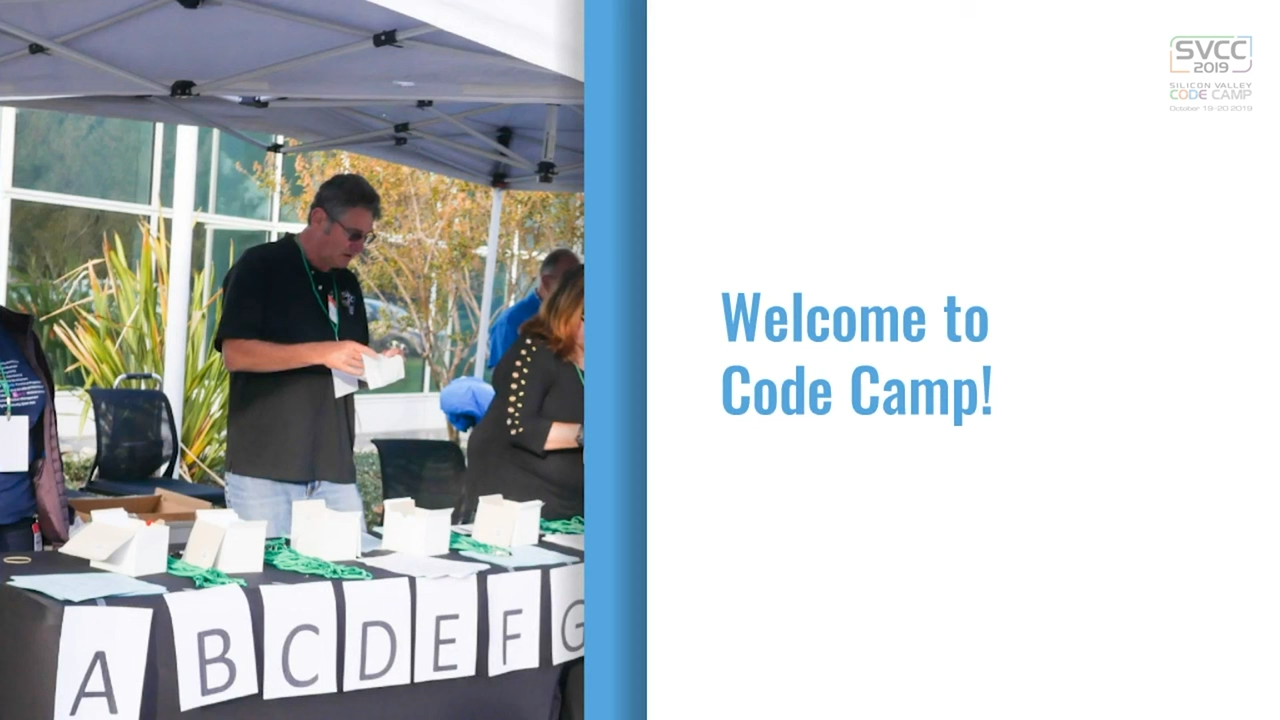 SVCC
2019
SILICON VALLEY
CODE CAMP
October 19-20 2019
Welcome to
Code Camp!
A
B
C
D
E
F
G